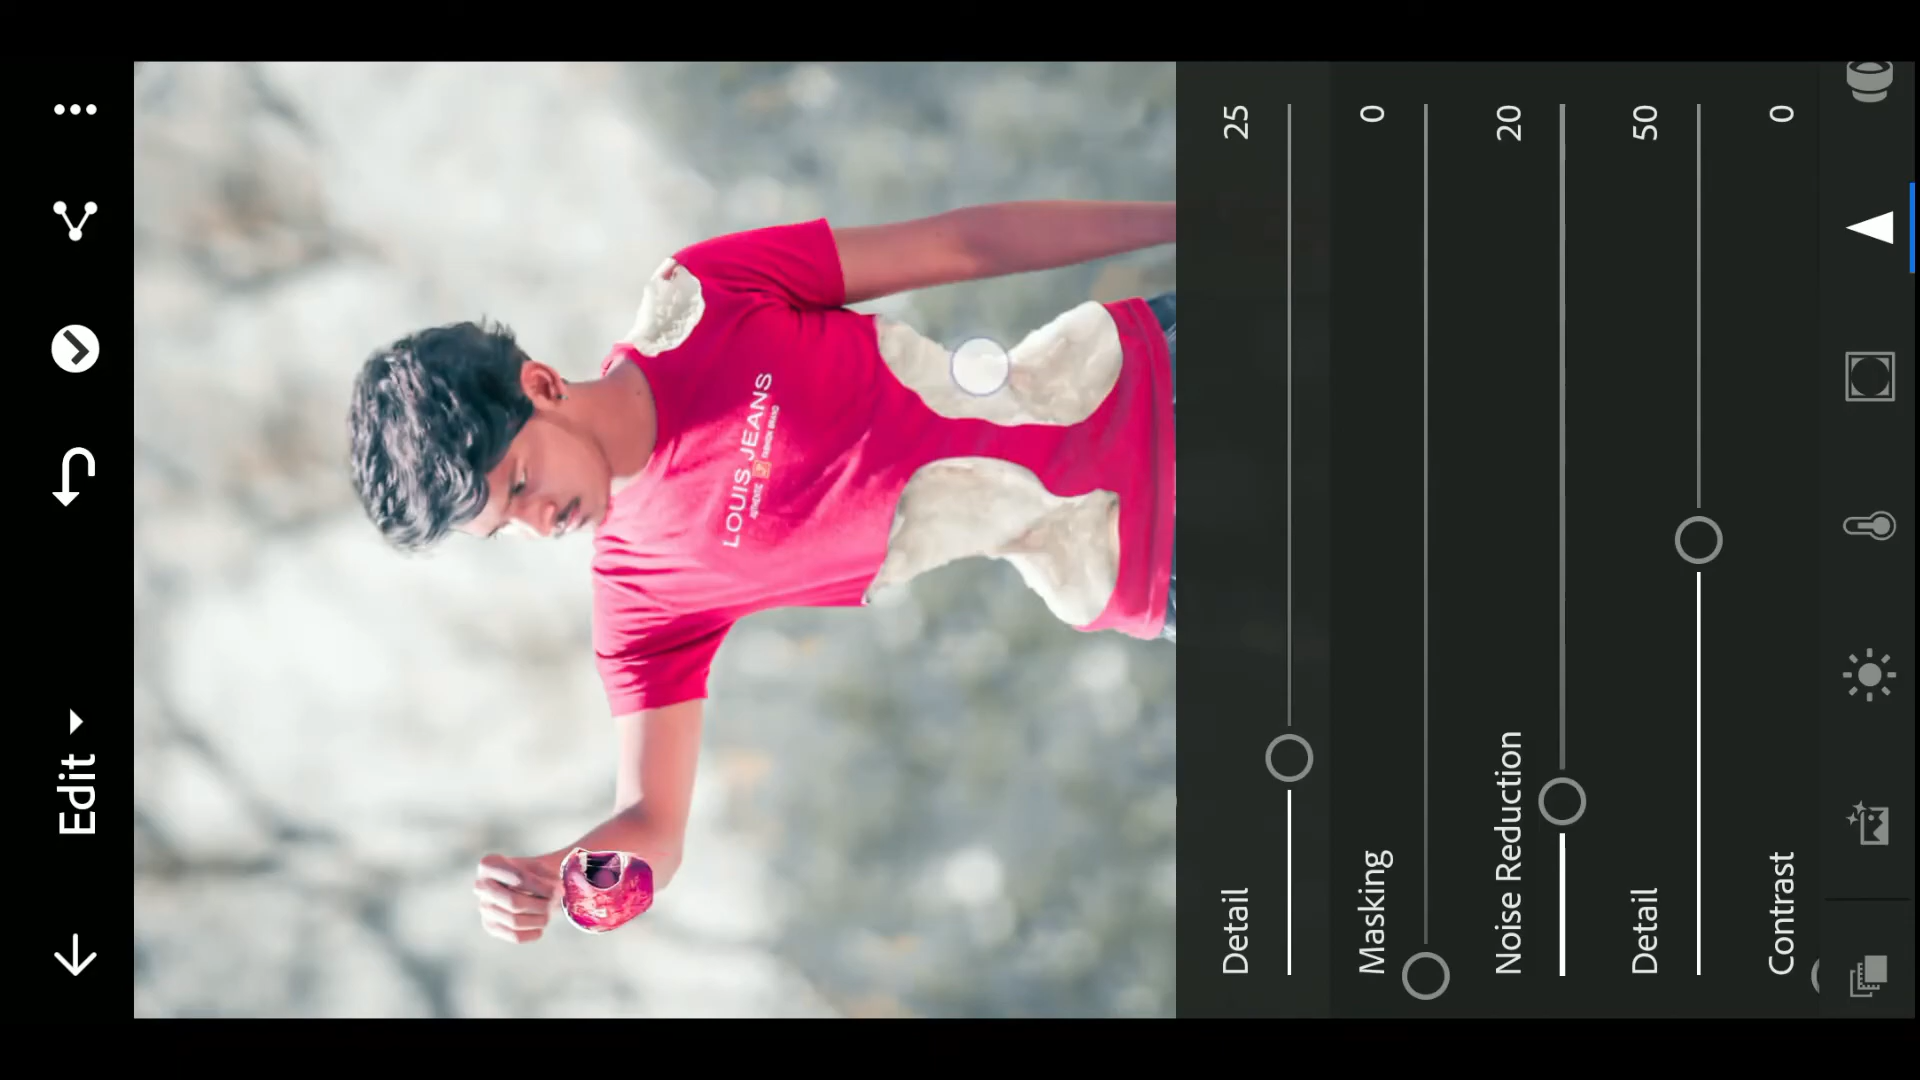 Edit
Detail 25
Masking 0
Noise Reduction 20
Detail 50
Contrast 0
LOUIS JEANS